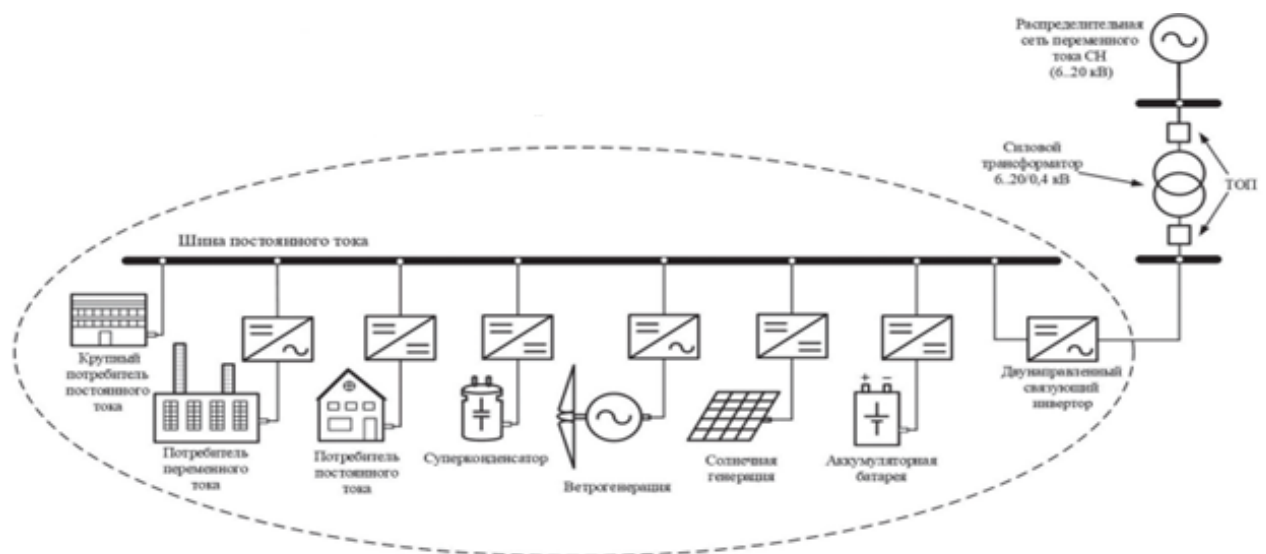 Распределительная
сеть переменного
тока СН
(6..20 кВ)
Силовой
трансформатор
6..20/0,4 кВ
ТОП
Шина постоянного тока
Крупный
потребитель
постоянного
тока
Потребитель
переменного
тока
Потребитель
постоянного
тока
Суперконденсатор
Ветрогенерация
Солнечная
генерация
+ −
Аккумуляторная
батарея
Двунаправленный
связующий
инвертор